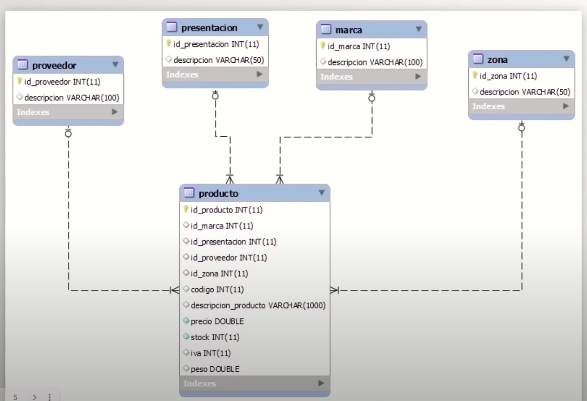 proveedor
id_proveedor INT(11)
descripcion VARCHAR(100)
Indexes
presentacion
id_presentacion INT(11)
descripcion VARCHAR(50)
Indexes
marca
id_marca INT(11)
descripcion VARCHAR(100)
Indexes
zona
id_zona INT(11)
descripcion VARCHAR(50)
Indexes
producto
id_producto INT(11)
id_marca INT(11)
id_presentacion INT(11)
id_proveedor INT(11)
id_zona INT(11)
codigo INT(11)
descripcion_producto VARCHAR(1000)
precio DOUBLE
stock INT(11)
iva INT(11)
peso DOUBLE
Indexes
5